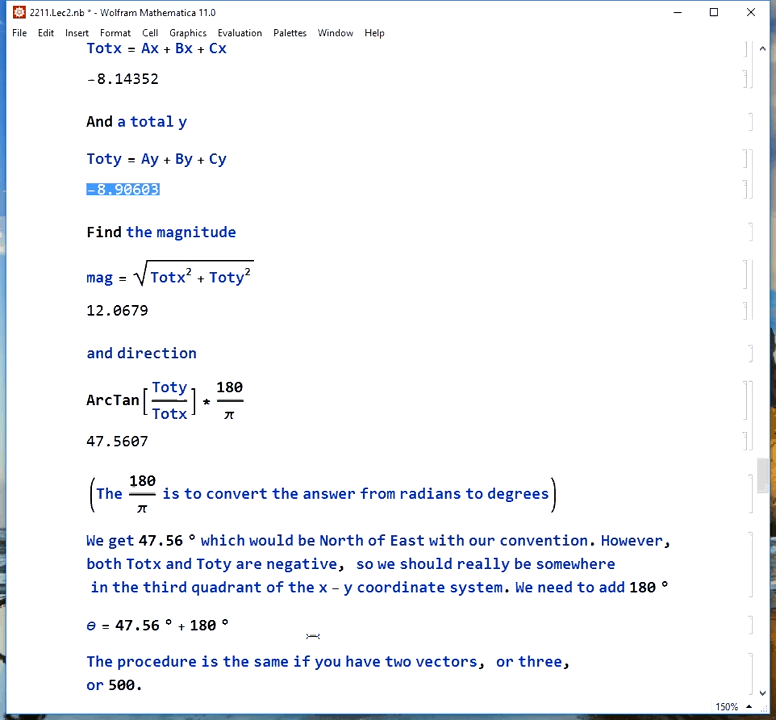 2211.Lec2.nb * - Wolfram Mathematica 11.0
File Edit Insert Format Cell Graphics Evaluation Palettes Window Help
Totx = Ax + Bx + Cx
-8.14352
And a total y
Toty = Ay + By + Cy
-8.90603
Find the magnitude
mag = √(Totx² + Toty²)
12.0679
and direction
ArcTan[Toty/Totx] * 180/π
47.5607
(The 180/π is to convert the answer from radians to degrees)
We get 47.56 ° which would be North of East with our convention. However,
both Totx and Toty are negative, so we should really be somewhere
in the third quadrant of the x - y coordinate system. We need to add 180 °
θ = 47.56 ° + 180 °
The procedure is the same if you have two vectors, or three,
or 500.
150%